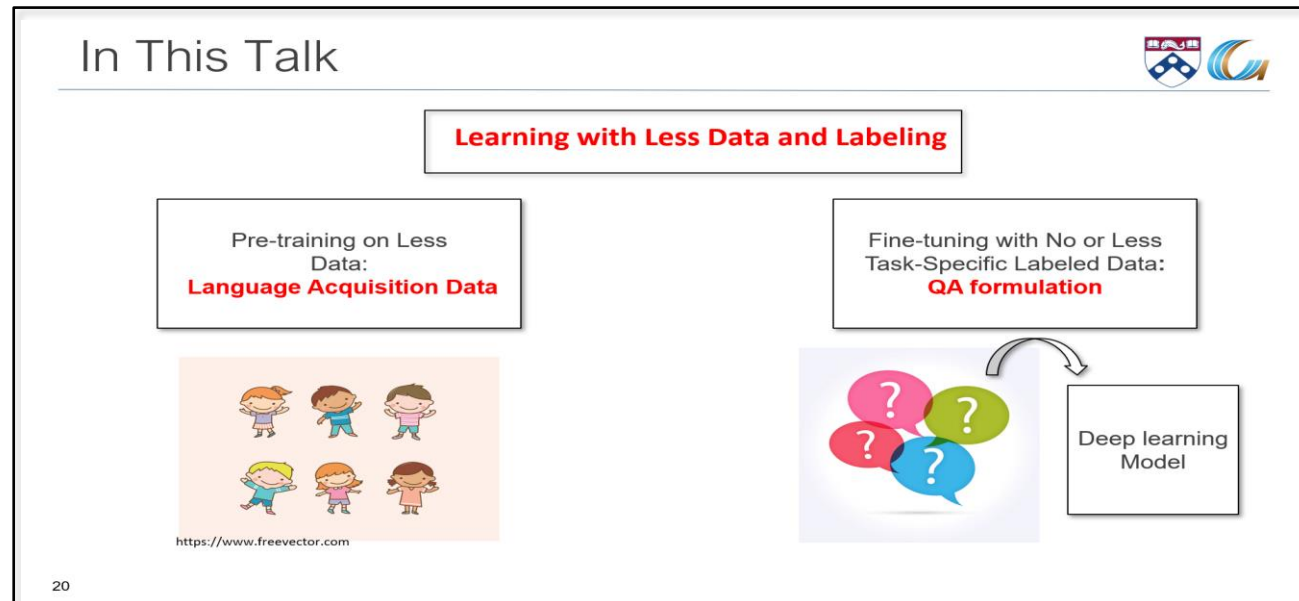 In This Talk
Learning with Less Data and Labeling
Pre-training on Less
Data:
Language Acquisition Data
Fine-tuning with No or Less
Task-Specific Labeled Data:
QA formulation
? ?
? ?
Deep learning
Model
https://www.freevector.com
20